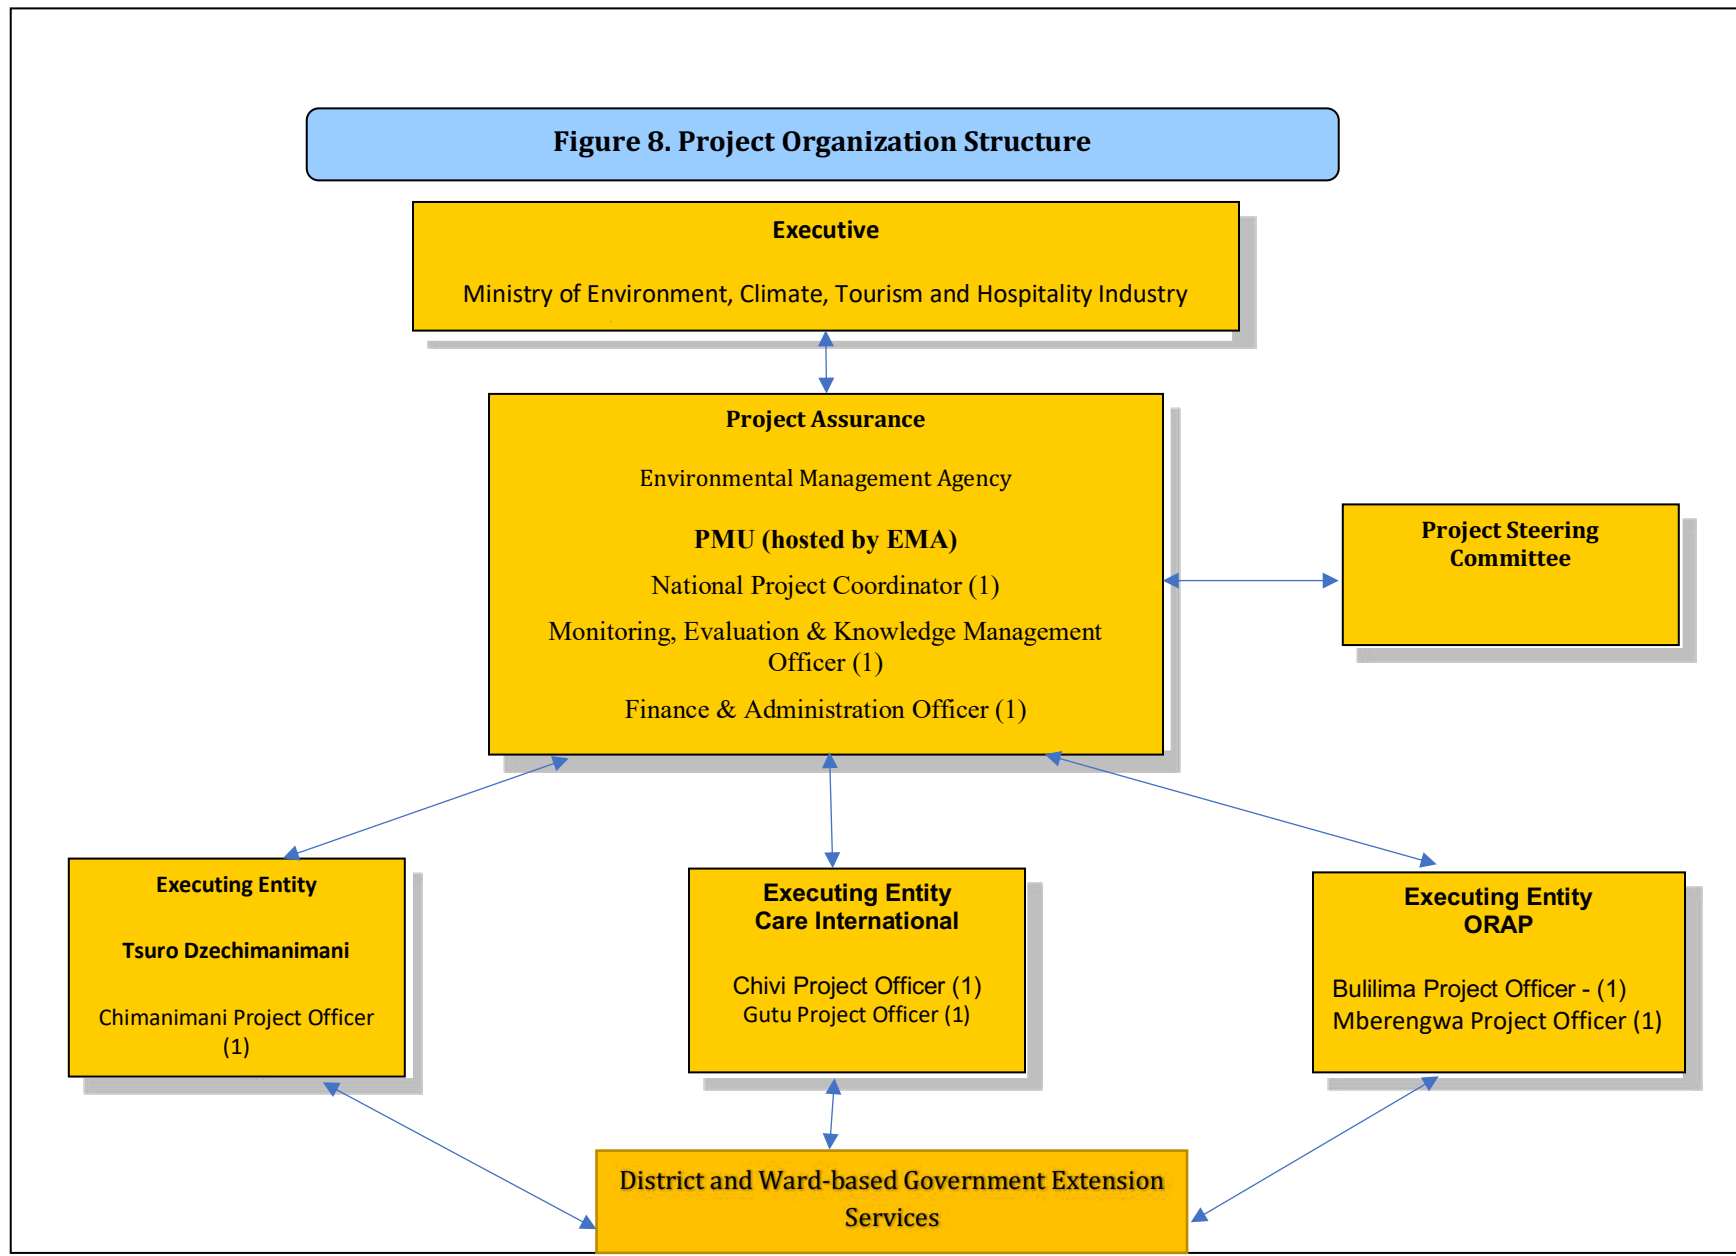 Figure 8. Project Organization Structure
Executive
Ministry of Environment, Climate, Tourism and Hospitality Industry
Project Assurance
Environmental Management Agency
PMU (hosted by EMA)
National Project Coordinator (1)
Monitoring, Evaluation & Knowledge Management
Officer (1)
Finance & Administration Officer (1)
Project Steering
Committee
Executing Entity
Tsuro Dzechimanimani
Chimanimani Project Officer
(1)
Executing Entity
Care International
Chivi Project Officer (1)
Gutu Project Officer (1)
Executing Entity
ORAP
Bulilima Project Officer - (1)
Mberengwa Project Officer (1)
District and Ward-based Government Extension
Services